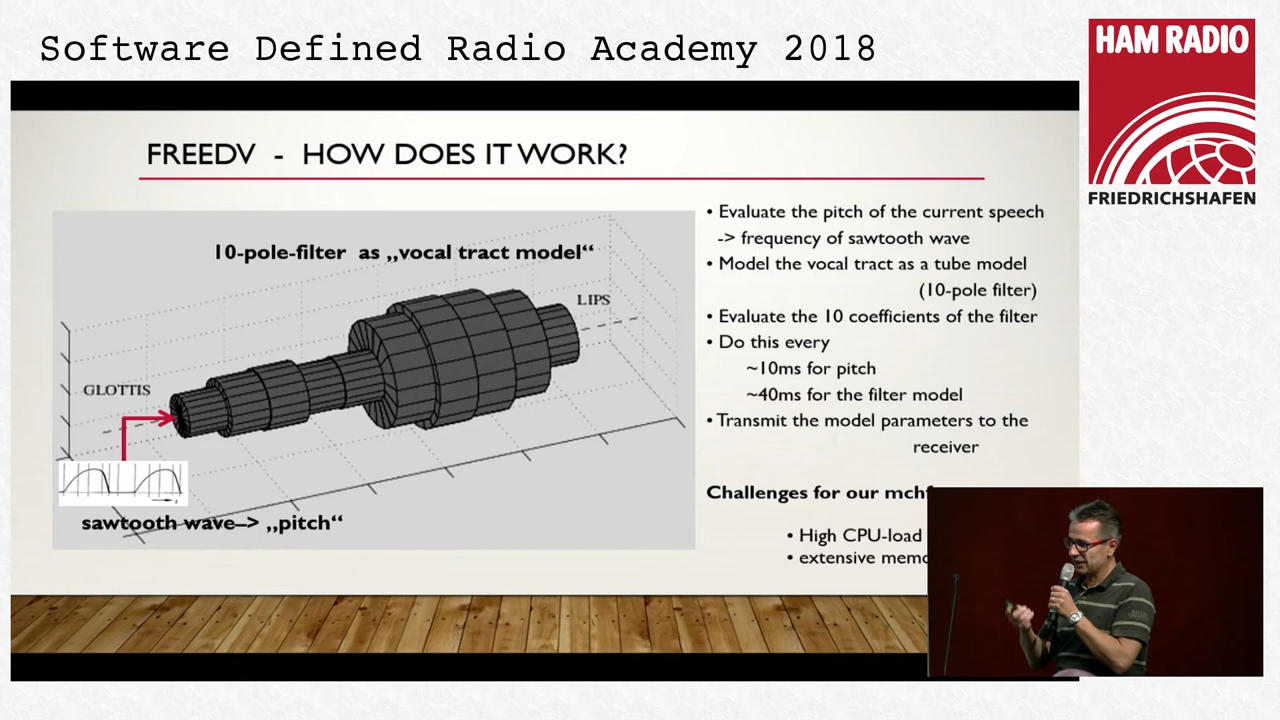 Software Defined Radio Academy 2018
HAM RADIO
FRIEDRICHSHAFEN
FREEDV - HOW DOES IT WORK?
10-pole-filter as „vocal tract model“
LIPS
GLOTTIS
sawtooth wave–> „pitch“
• Evaluate the pitch of the current speech
-> frequency of sawtooth wave
• Model the vocal tract as a tube model
(10-pole filter)
• Evaluate the 10 coefficients of the filter
• Do this every
~10ms for pitch
~40ms for the filter model
• Transmit the model parameters to the
receiver
Challenges for our
• High CPU-load
• extensive